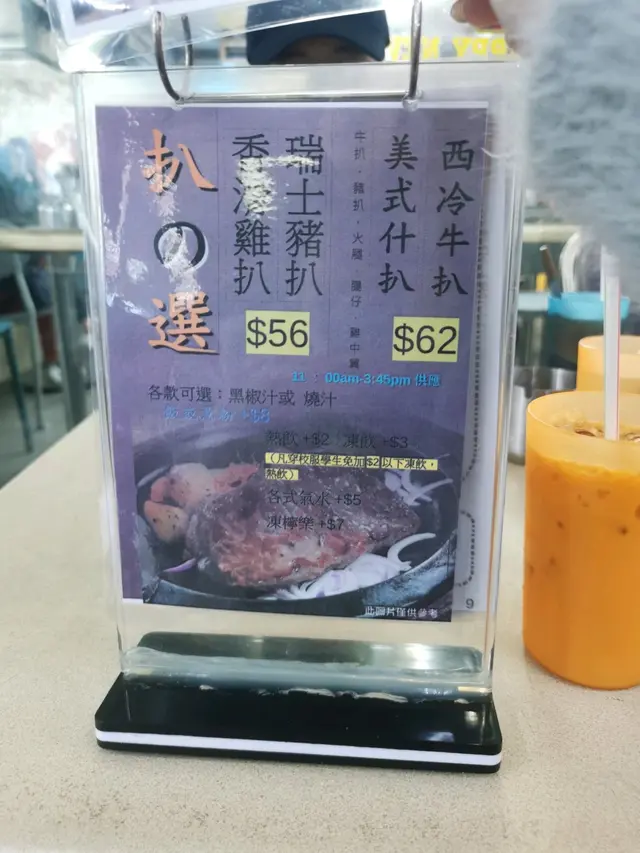 扒の選
香滑雞扒
瑞士豬扒
$56
牛扒．豬扒．火腿．腸仔．雞中翼
美式什扒
西冷牛扒
$62
11：00am-3:45pm 供應
各款可選：黑椒汁或 燒汁
熱飲 +$2 凍飲 +$3
（凡穿校服學生免加$2以下凍飲，
熱飲）
各式氣水 +$5
凍檸樂 +$7
此圖片僅供參考
9